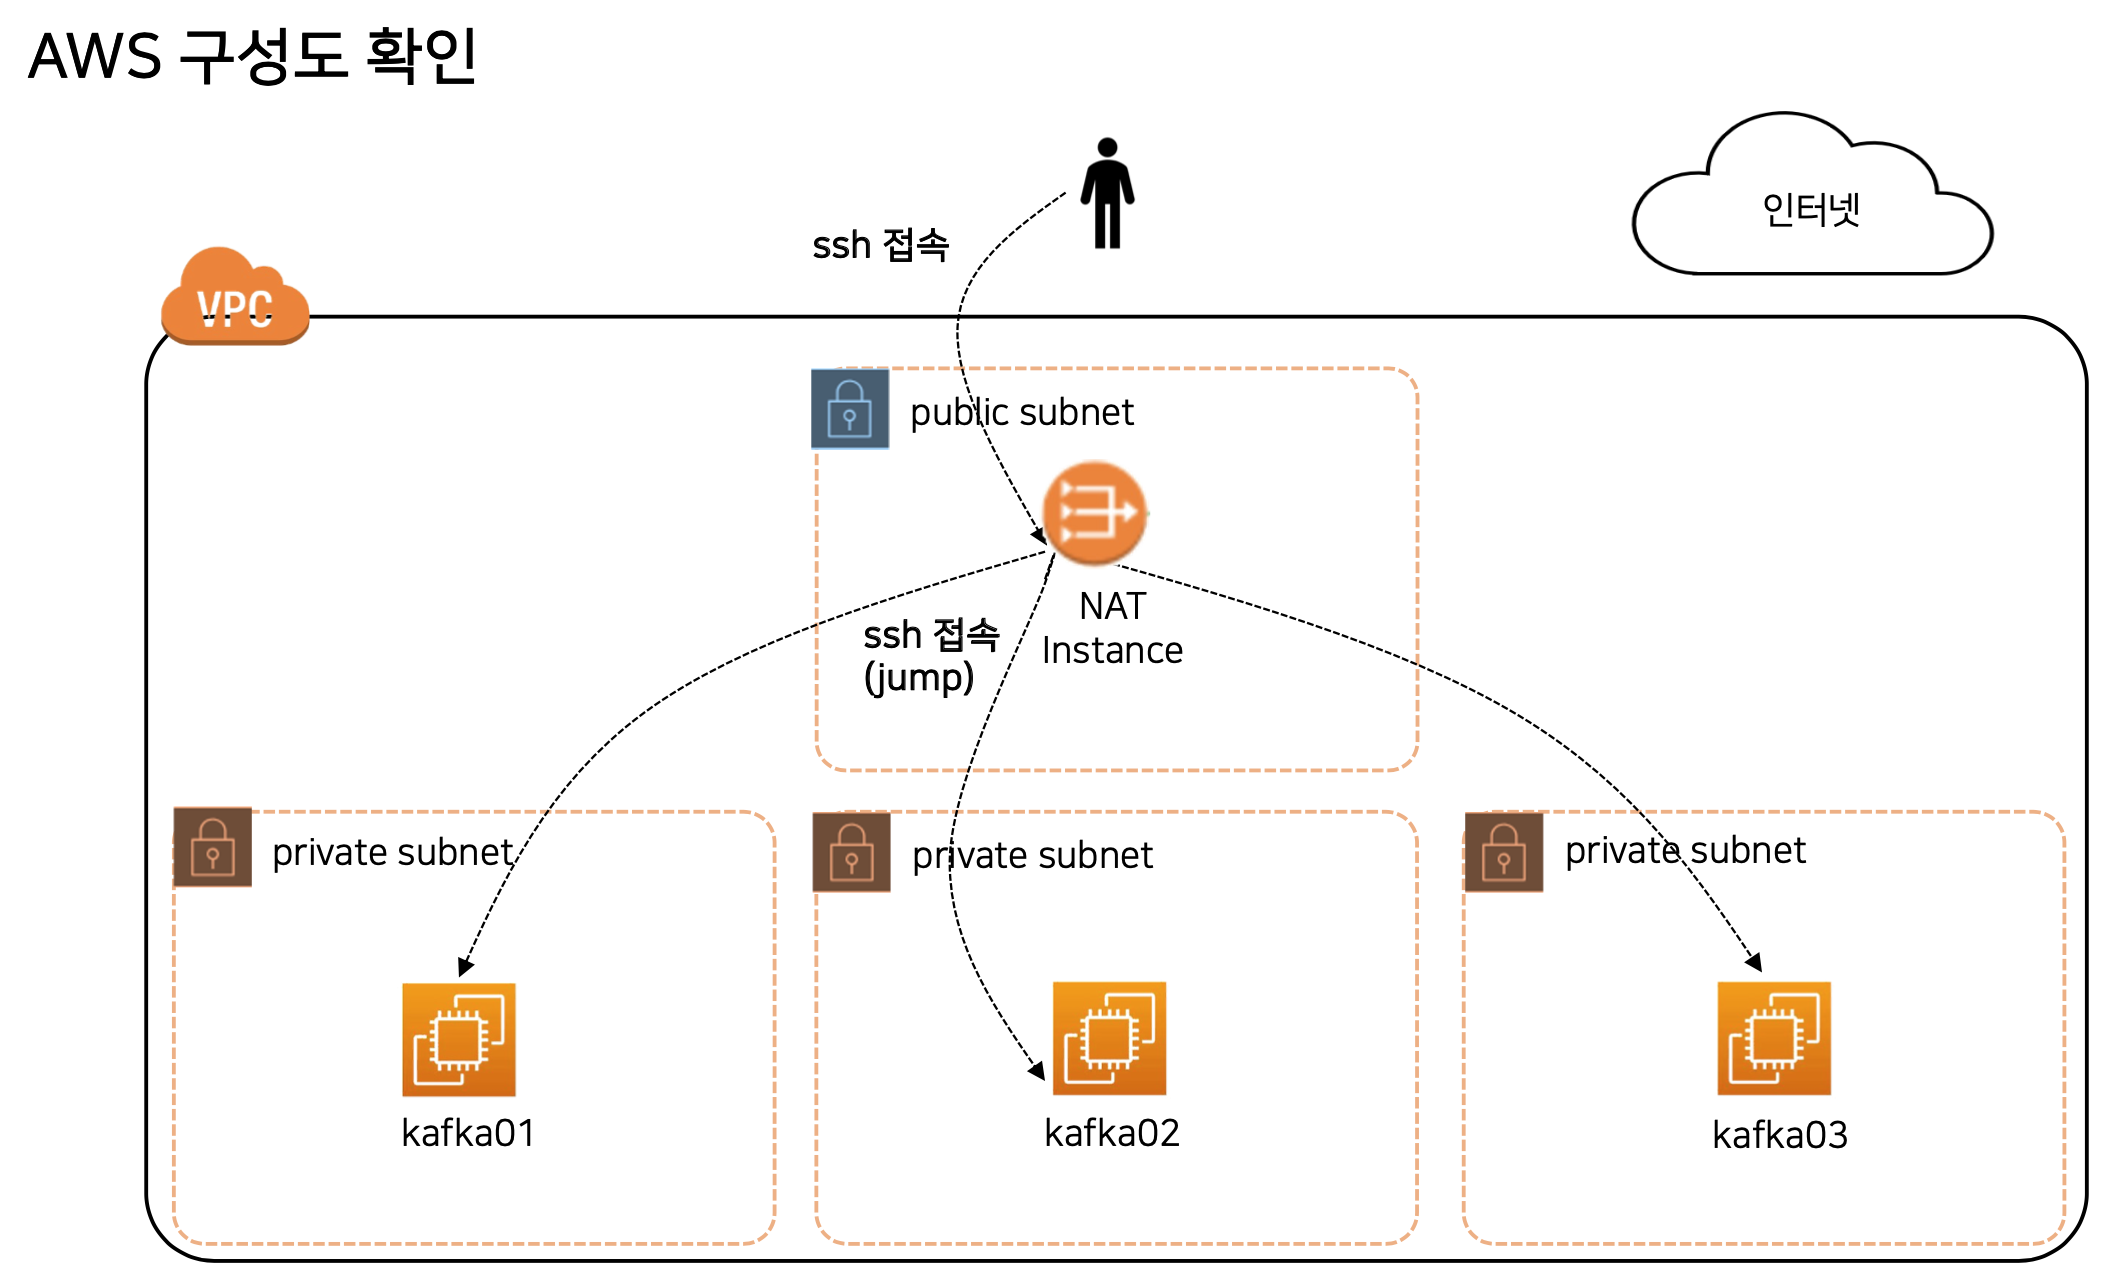 AWS 구성도 확인
ssh 접속
인터넷
VPC
public subnet
NAT
Instance
ssh 접속
(jump)
private subnet
private subnet
private subnet
kafka01
kafka02
kafka03